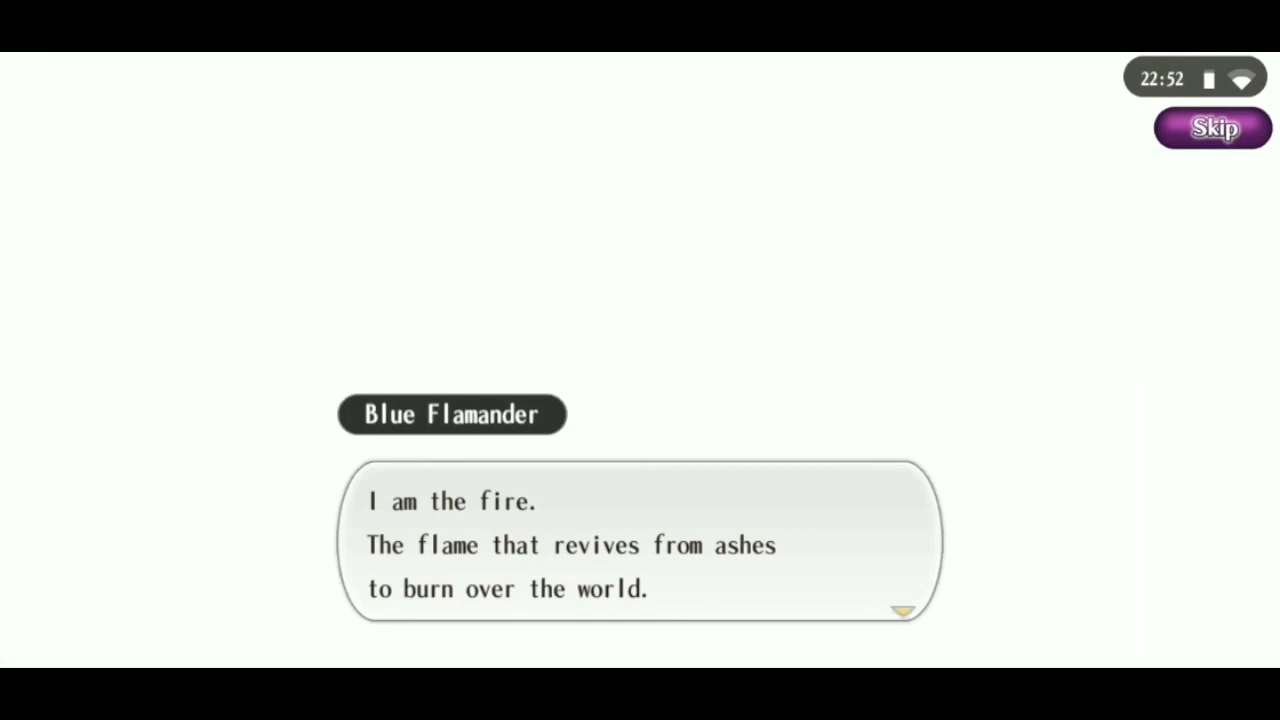 22:52
Skip
Blue Flamander
I am the fire.
The flame that revives from ashes
to burn over the world.